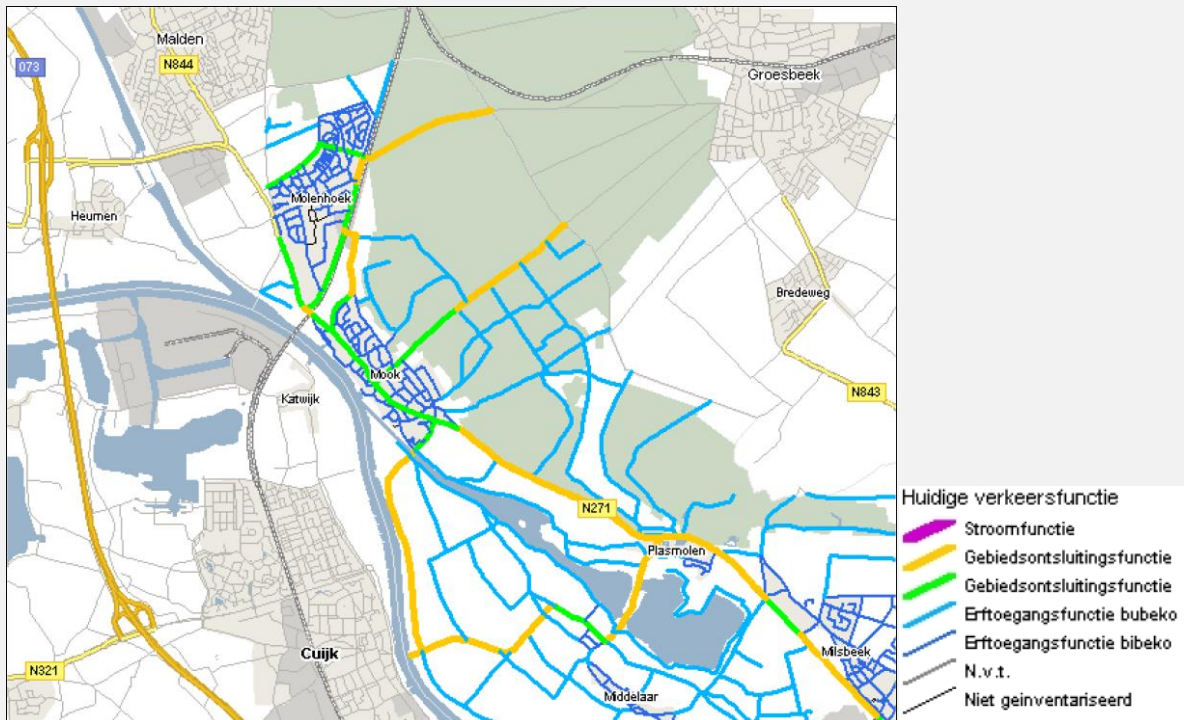 Malden
N844
073
Groesbeek
Molenhoek
Heumen
Bredeweg
Mook
N843
Katwijk
N271
Plasmolen
Cuijk
N321
Milsbeek
Middelaar
Huidige verkeersfunctie
Stroomfunctie
Gebiedsontsluitingsfunctie
Gebiedsontsluitingsfunctie
Erftoegangsfunctie bubeko
Erftoegangsfunctie bibeko
N.v.t.
Niet geinventariseerd